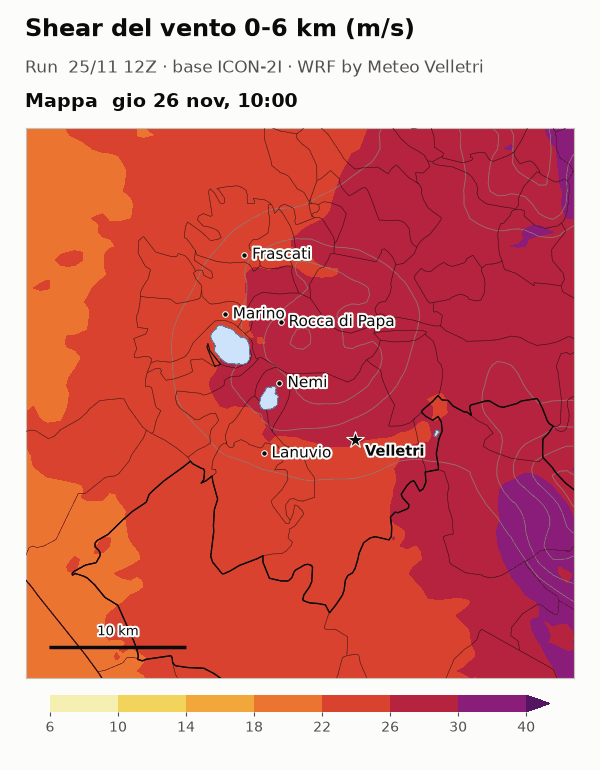 Shear del vento 0-6 km (m/s)
Run  25/11 12Z · base ICON-2I · WRF by Meteo Velletri
Mappa  gio 26 nov, 10:00
Frascati
Marino
Rocca di Papa
Nemi
Velletri
Lanuvio
10 km
6 10 14 18 22 26 30 40